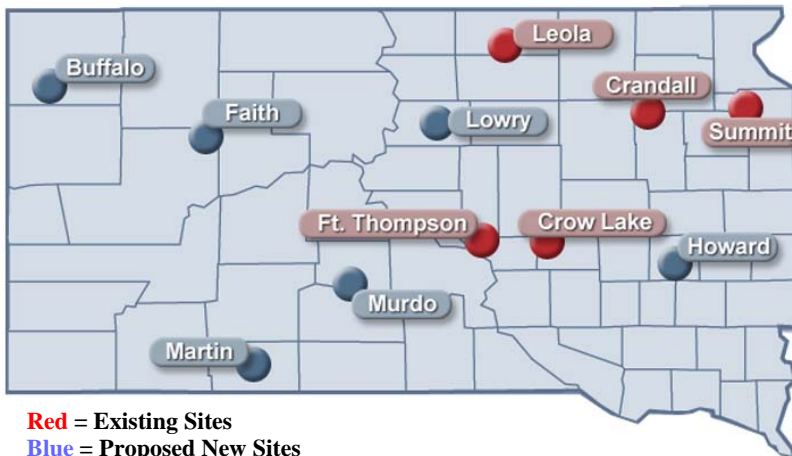 Leola
Buffalo
Crandall
Faith
Lowry
Summit
Ft. Thompson
Crow Lake
Howard
Murdo
Martin
Red = Existing Sites
Blue = Proposed New Sites